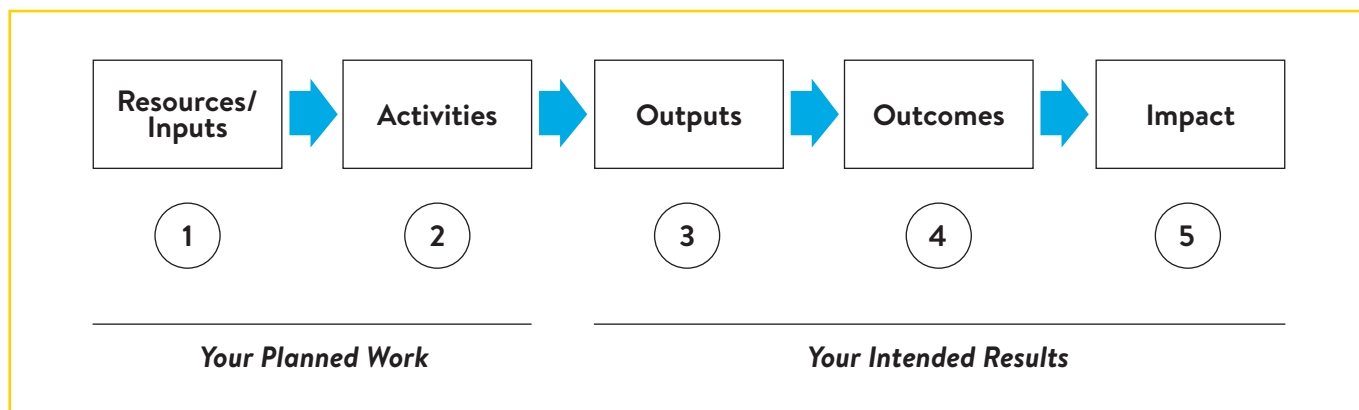 Resources/
Inputs
Activities
Outputs
Outcomes
Impact
1
2
3
4
5
Your Planned Work
Your Intended Results